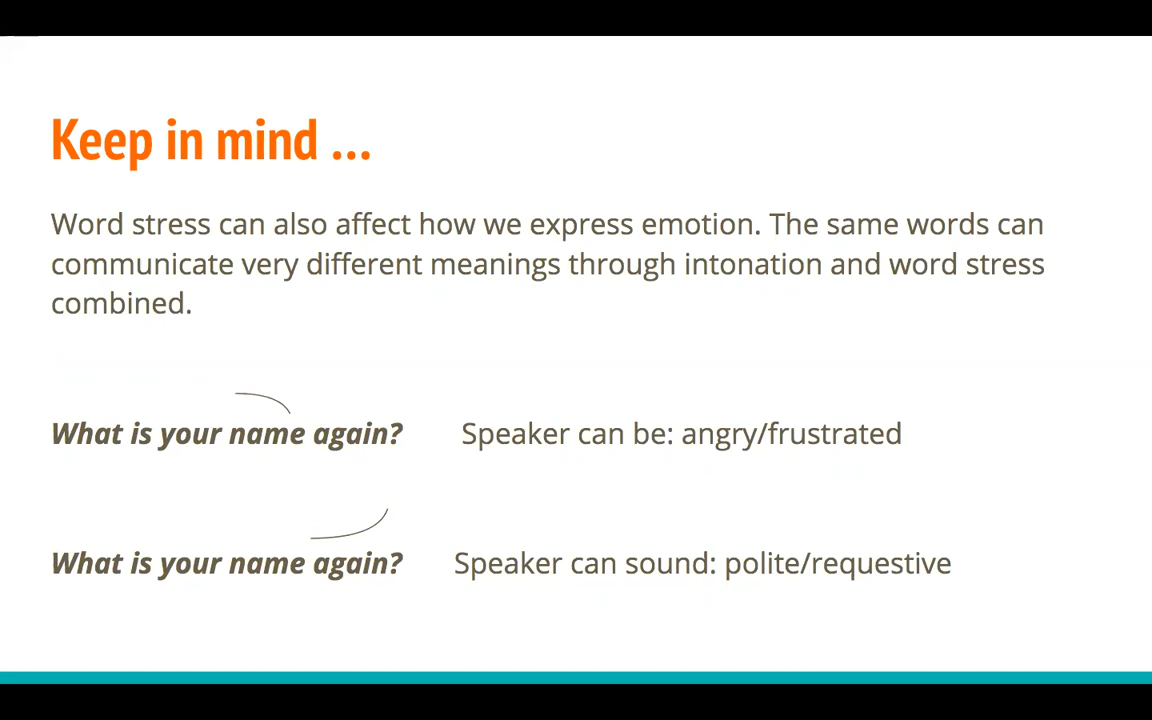 Keep in mind ...
Word stress can also affect how we express emotion. The same words can
communicate very different meanings through intonation and word stress
combined.
What is your name again? Speaker can be: angry/frustrated
What is your name again? Speaker can sound: polite/requestive